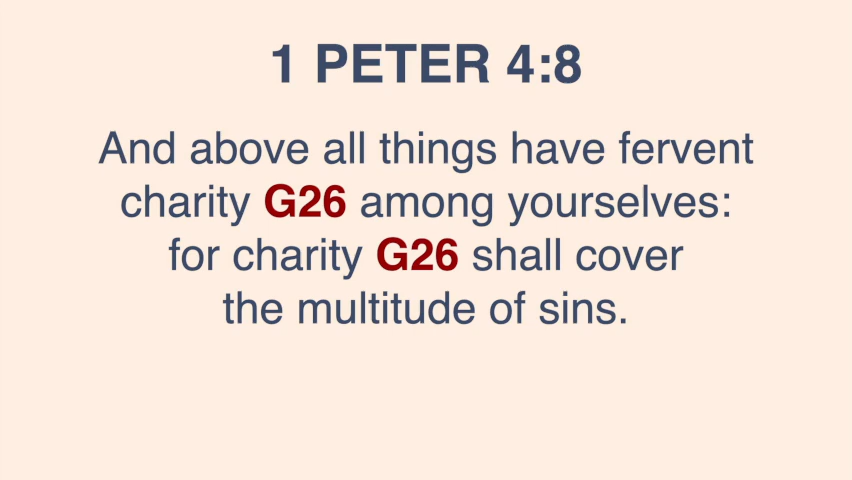 1 PETER 4:8
And above all things have fervent
charity G26 among yourselves:
for charity G26 shall cover
the multitude of sins.